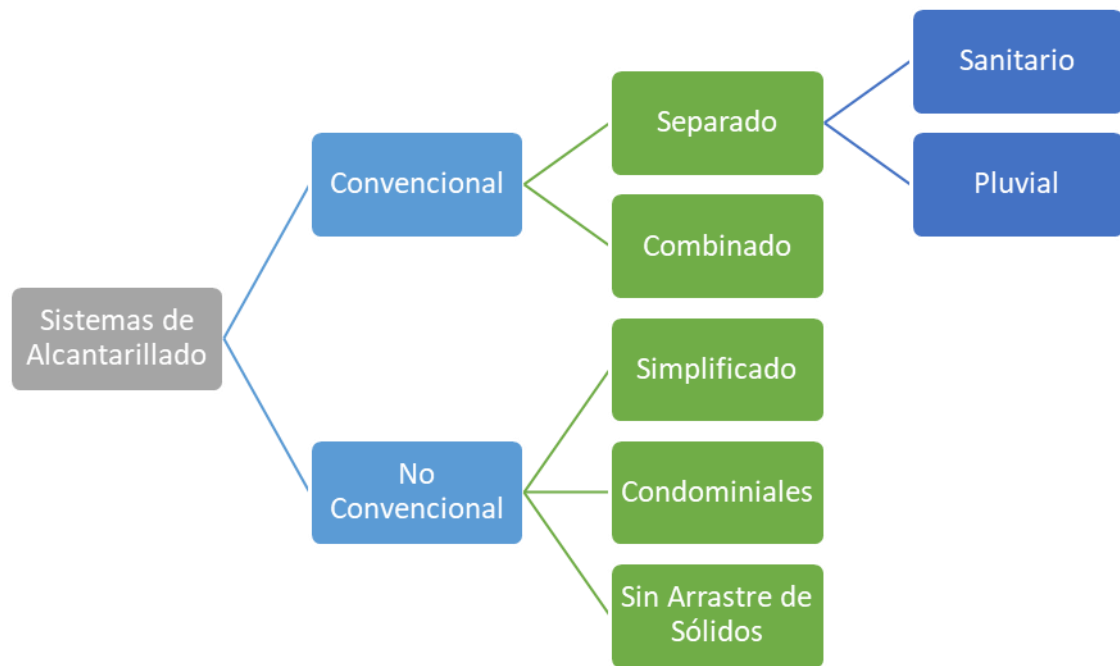 Sistemas de
Alcantarillado
Convencional
Separado
Sanitario
Pluvial
Combinado
No
Convencional
Simplificado
Condominiales
Sin Arrastre de
Sólidos